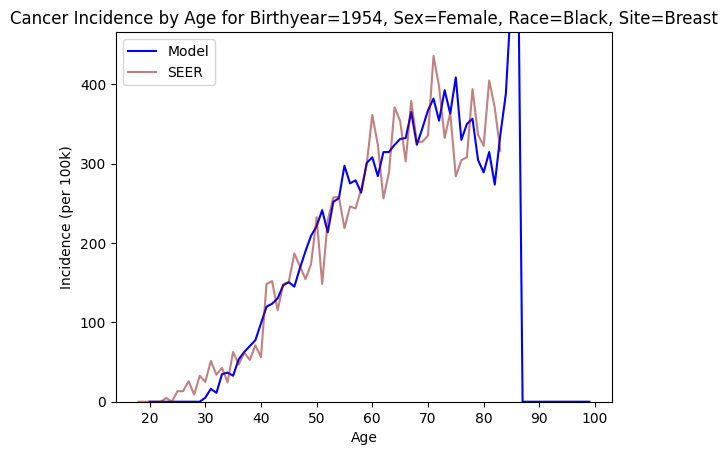 Cancer Incidence by Age for Birthyear=1954, Sex=Female, Race=Black, Site=Breast
Model
SEER
Incidence (per 100k)
400
300
200
100
0
20 30 40 50 60 70 80 90 100
Age